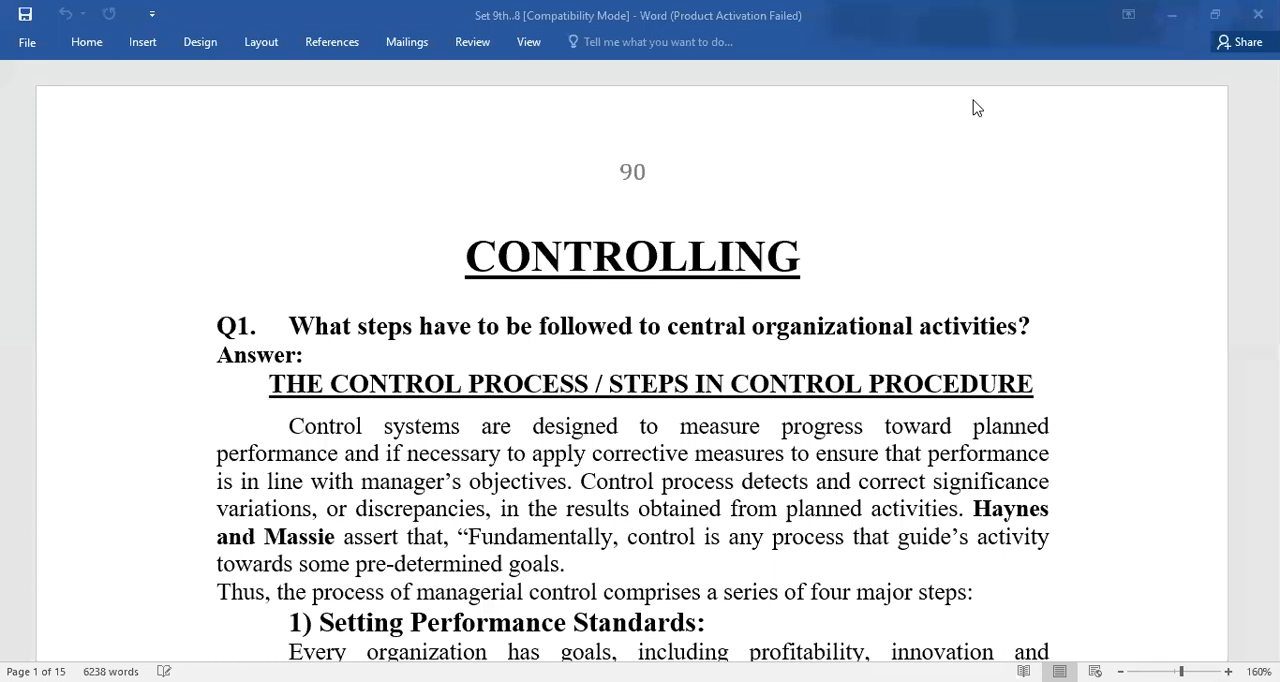 Set 9th..8 [Compatibility Mode] - Word (Product Activation Failed)
File Home Insert Design Layout References Mailings Review View Tell me what you want to do... Share
90
CONTROLLING
Q1. What steps have to be followed to central organizational activities?
Answer:
THE CONTROL PROCESS / STEPS IN CONTROL PROCEDURE
Control systems are designed to measure progress toward planned
performance and if necessary to apply corrective measures to ensure that performance
is in line with manager’s objectives. Control process detects and correct significance
variations, or discrepancies, in the results obtained from planned activities. Haynes
and Massie assert that, “Fundamentally, control is any process that guide’s activity
towards some pre-determined goals.
Thus, the process of managerial control comprises a series of four major steps:
1) Setting Performance Standards:
Every organization has goals, including profitability, innovation and
Page 1 of 15 6238 words 160%